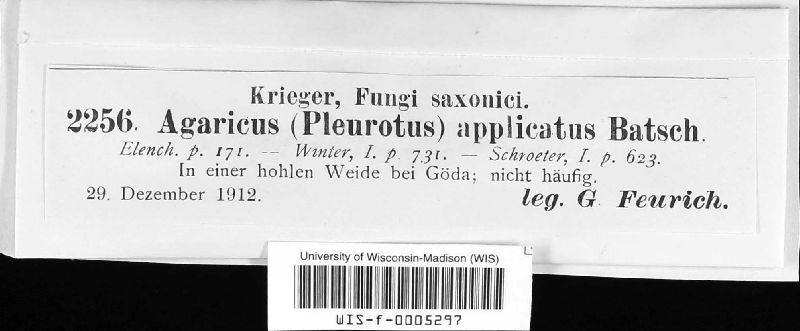 Krieger, Fungi saxonici.
2256. Agaricus (Pleurotus) applicatus Batsch.
Elench. p. 171. — Winter, I. p. 731. — Schroeter, I. p. 623.
In einer hohlen Weide bei Göda; nicht häufig.
29. Dezember 1912. leg. G. Feurich.
University of Wisconsin-Madison (WIS)
WIS-f-0005297